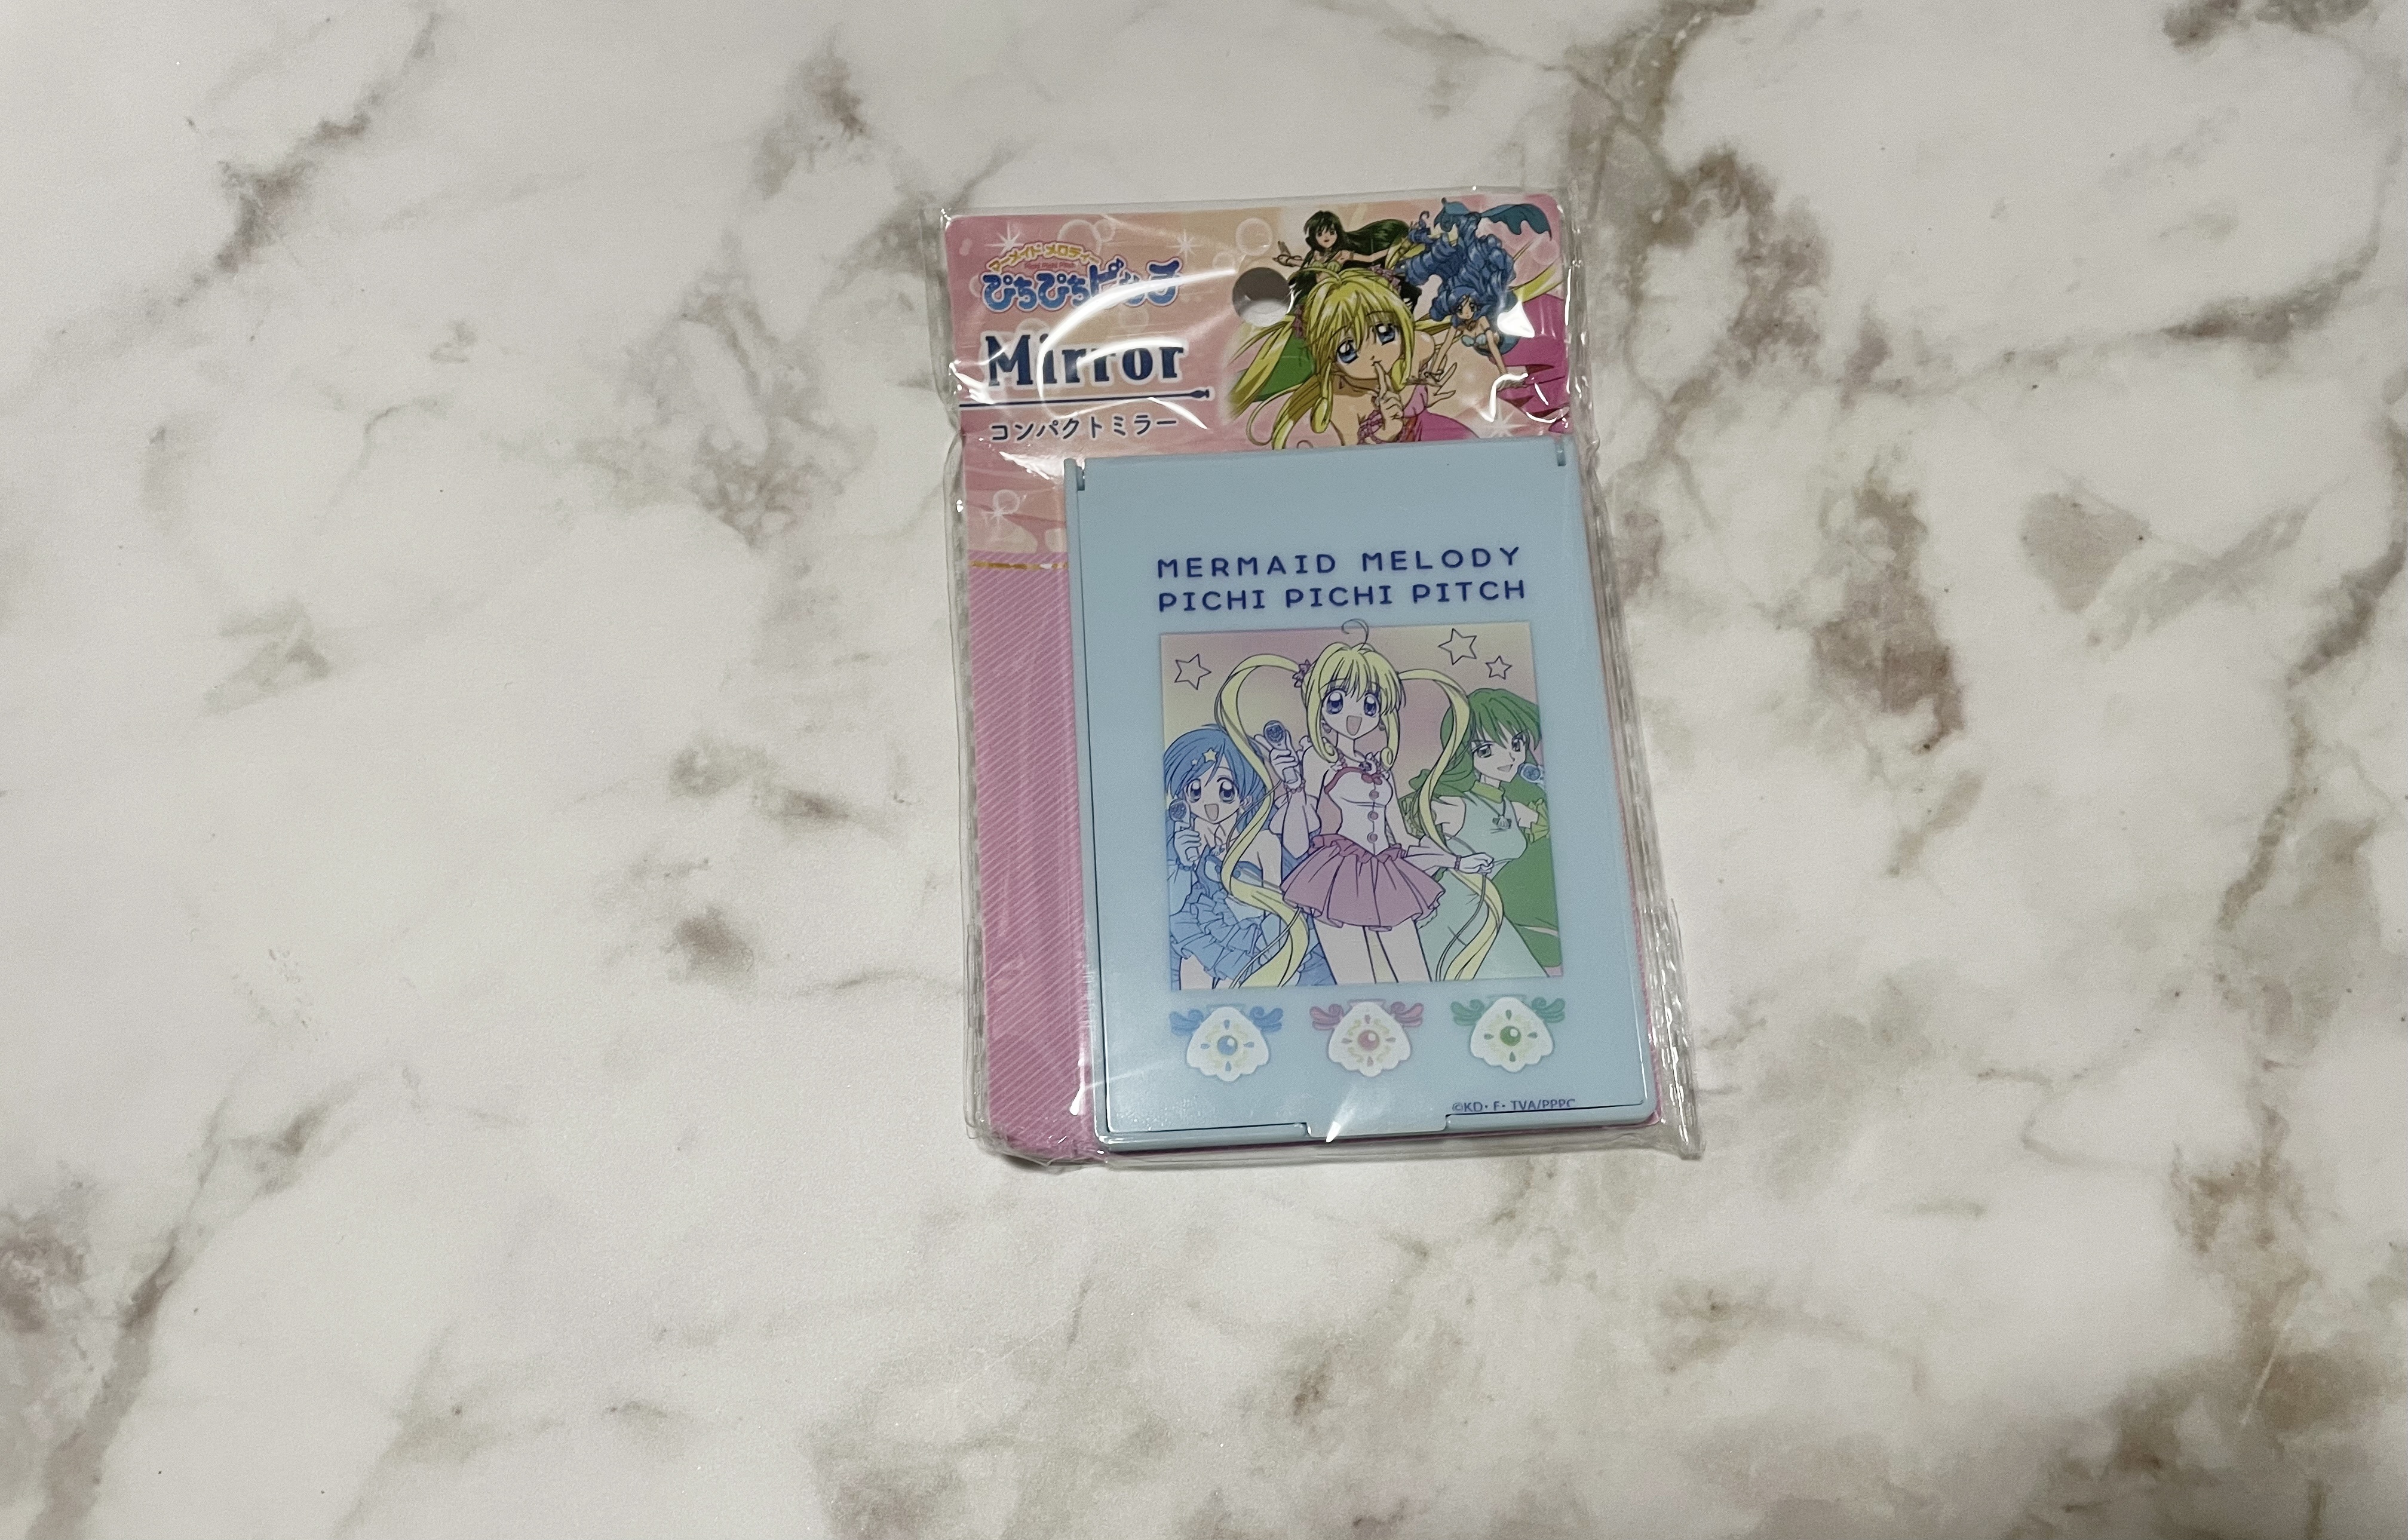 マーメイド メロディー
ぴちぴちピッチ
Mirror
コンパクトミラー
MERMAID MELODY
PICHI PICHI PITCH
©KD・F・TVA/PPPC